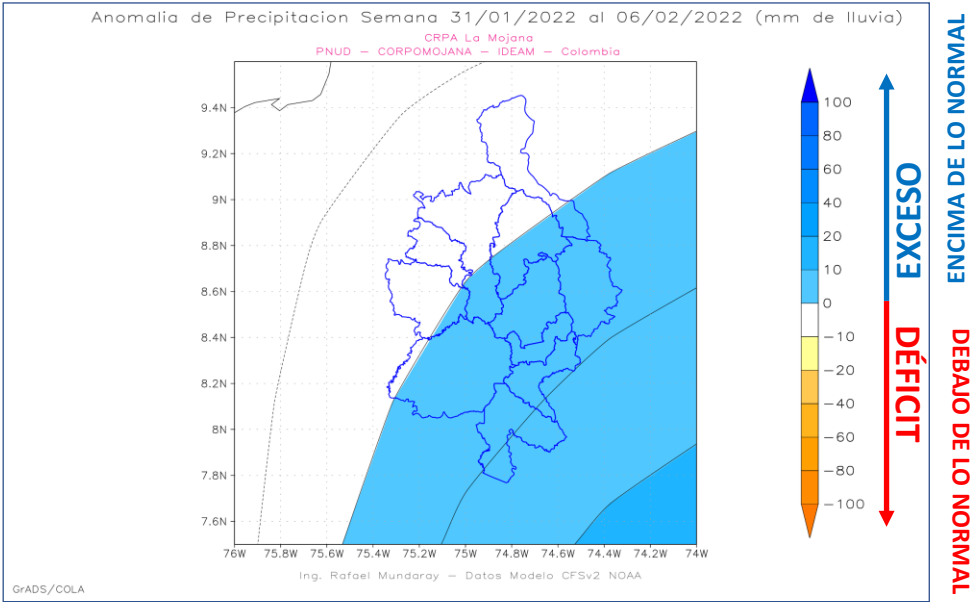 Anomalia de Precipitacion Semana 31/01/2022 al 06/02/2022 (mm de lluvia)
CRPA La Mojana
PNUD – CORPOMOJANA – IDEAM – Colombia
9.4N
9.2N
9N
8.8N
8.6N
8.4N
8.2N
8N
7.8N
7.6N
76W 75.8W 75.6W 75.4W 75.2W 75W 74.8W 74.6W 74.4W 74.2W 74W
100
80
60
40
20
10
0
−10
−20
−40
−60
−80
−100
EXCESO
DÉFICIT
ENCIMA DE LO NORMAL
DEBAJO DE LO NORMAL
Ing. Rafael Mundaray – Datos Modelo CFSv2 NOAA
GrADS/COLA